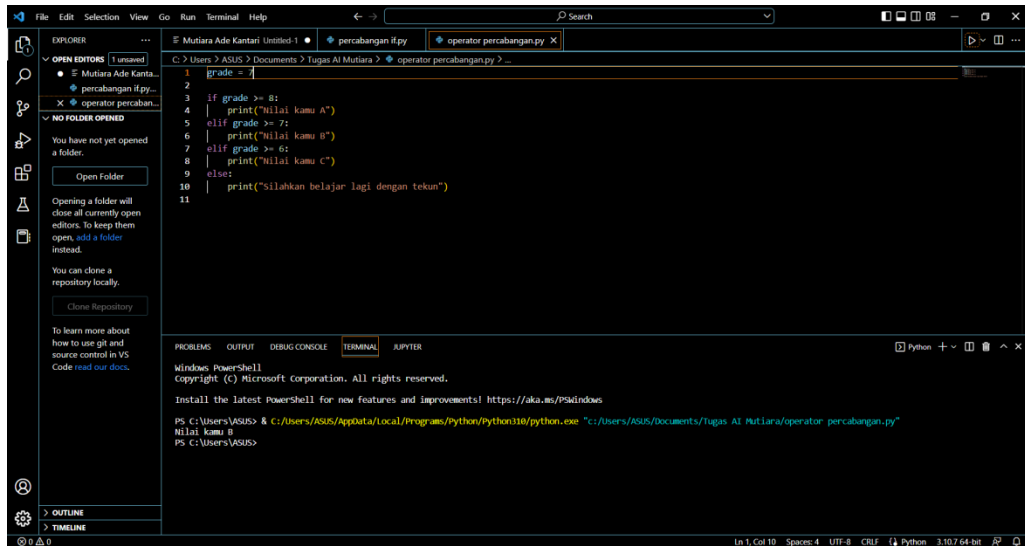 File Edit Selection View Go Run Terminal Help
Search
EXPLORER
Mutiara Ade Kantari Untitled-1
percabangan if.py
operator percabangan.py
OPEN EDITORS 1 unsaved
Mutiara Ade Kanta...
percabangan if.py...
operator percaban...
NO FOLDER OPENED
You have not yet opened
a folder.
Open Folder
Opening a folder will
close all currently open
editors. To keep them
open, add a folder
instead.
You can clone a
repository locally.
Clone Repository
To learn more about
how to use git and
source control in VS
Code read our docs.
OUTLINE
TIMELINE
C: > Users > ASUS > Documents > Tugas AI Mutiara > operator percabangan.py > ...
1 grade = 7
2
3 if grade >= 8:
4 print("Nilai kamu A")
5 elif grade >= 7:
6 print("Nilai kamu B")
7 elif grade >= 6:
8 print("Nilai kamu C")
9 else:
10 print("Silahkan belajar lagi dengan tekun")
11
PROBLEMS OUTPUT DEBUG CONSOLE TERMINAL JUPYTER
Python
Windows PowerShell
Copyright (C) Microsoft Corporation. All rights reserved.
Install the latest PowerShell for new features and improvements! https://aka.ms/PSWindows
PS C:\Users\ASUS> & C:/Users/ASUS/AppData/Local/Programs/Python/Python310/python.exe "c:/Users/ASUS/Documents/Tugas AI Mutiara/operator percabangan.py"
Nilai kamu B
PS C:\Users\ASUS>
0 0
Ln 1, Col 10 Spaces: 4 UTF-8 CRLF Python 3.10.7 64-bit